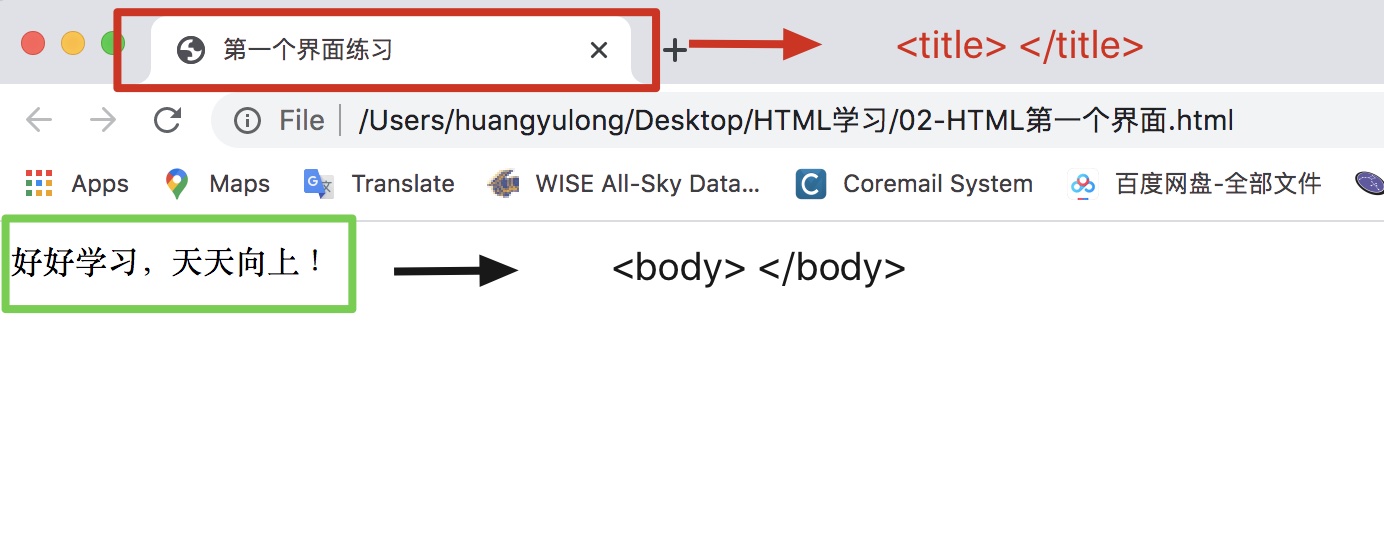 第一个界面练习 <title> </title>
File /Users/huangyulong/Desktop/HTML学习/02-HTML第一个界面.html
Apps Maps Translate WISE All-Sky Data... Coremail System 百度网盘-全部文件
好好学习，天天向上！ <body> </body>